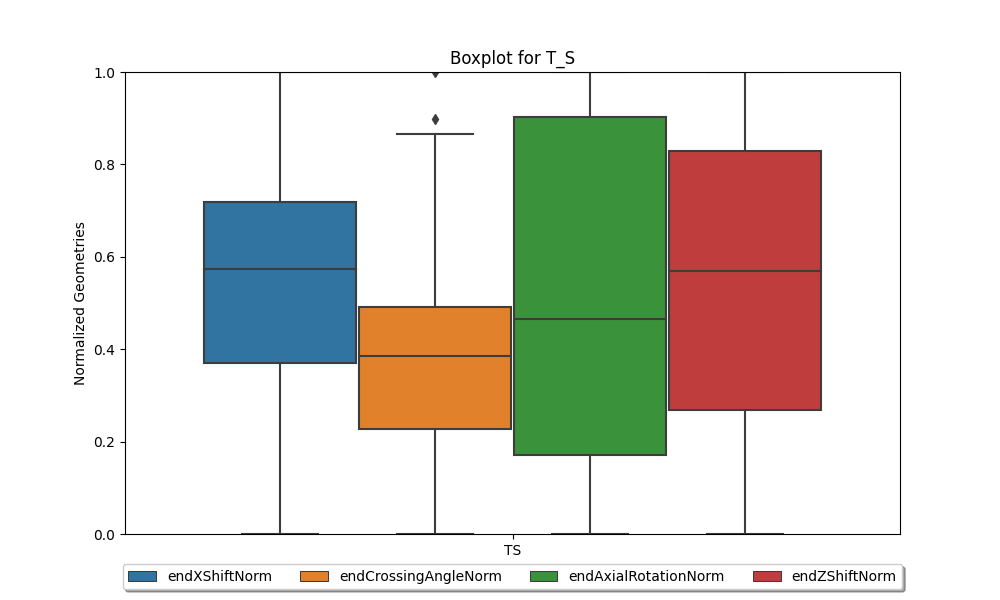 Boxplot for T_S
1.0
0.8
0.6
0.4
0.2
0.0
Normalized Geometries
TS
endXShiftNorm endCrossingAngleNorm endAxialRotationNorm endZShiftNorm